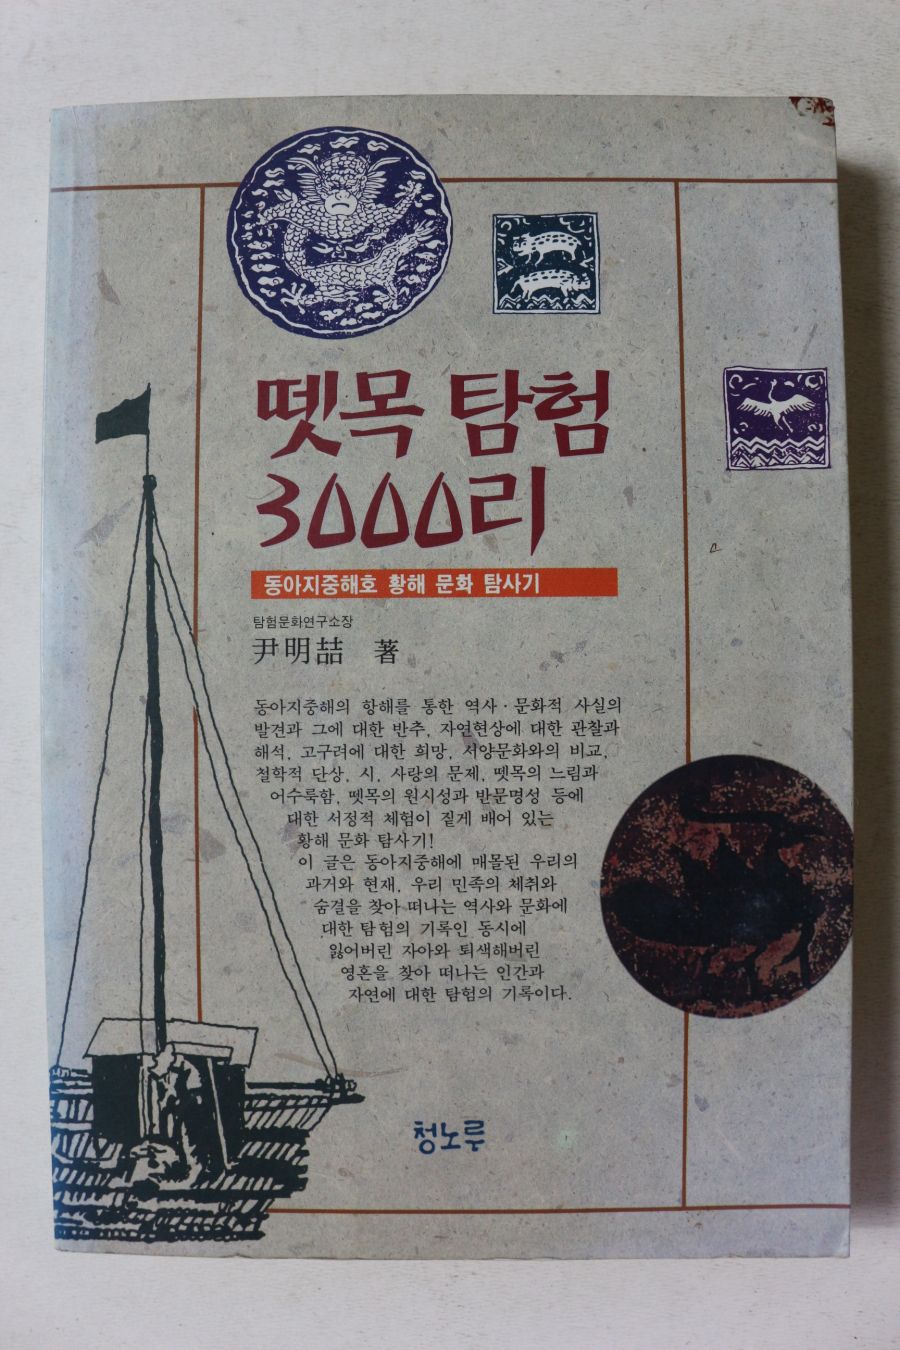 뗏목 탐험
3000리
동아지중해호 황해 문화 탐사기
탐험문화연구소장
尹明喆 著
동아지중해의 항해를 통한 역사·문화적 사실의
발견과 그에 대한 반추, 자연현상에 대한 관찰과
해석, 고구려에 대한 희망, 서양문화와의 비교,
철학적 단상, 시, 사랑의 문제, 뗏목의 느림과
어수룩함, 뗏목의 원시성과 반문명성 등에
대한 서정적 체험이 짙게 배어 있는
황해 문화 탐사기!
이 글은 동아지중해에 매몰된 우리의
과거와 현재, 우리 민족의 체취와
숨결을 찾아 떠나는 역사와 문화에
대한 탐험의 기록인 동시에
잃어버린 자아와 퇴색해버린
영혼을 찾아 떠나는 인간과
자연에 대한 탐험의 기록이다.
청노루